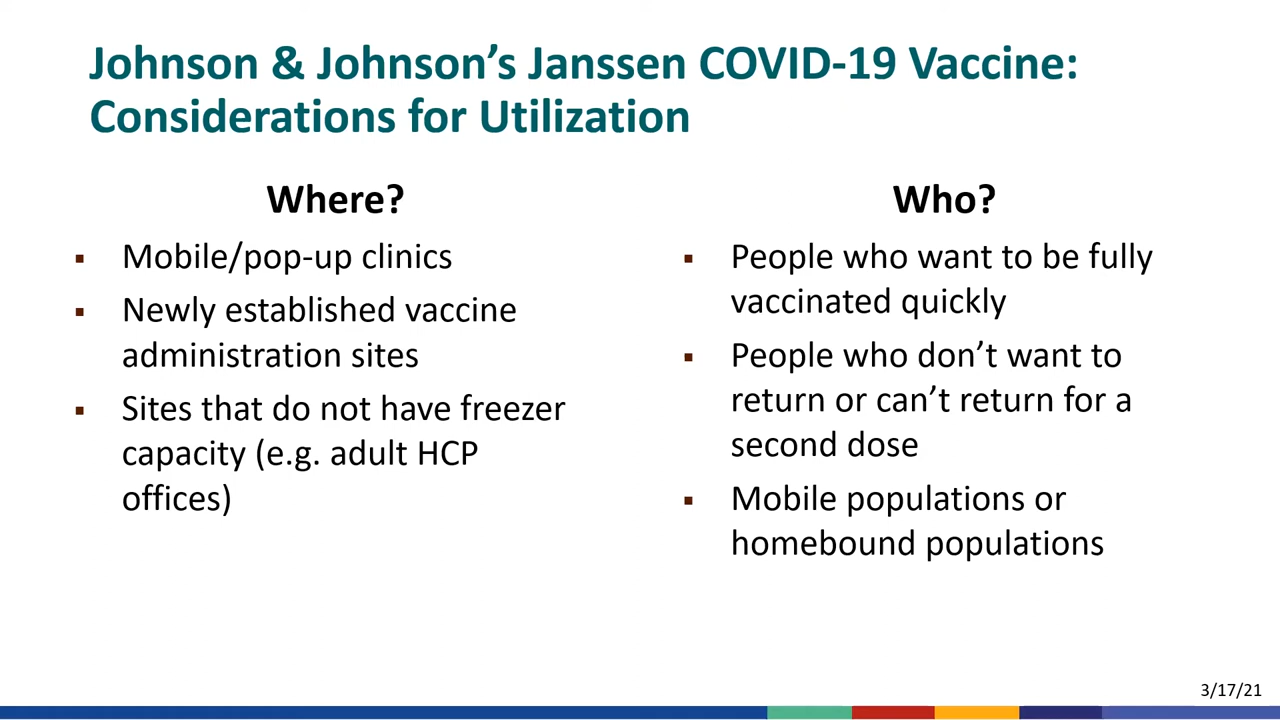 Johnson & Johnson’s Janssen COVID-19 Vaccine:
Considerations for Utilization
Where?
▪ Mobile/pop-up clinics
▪ Newly established vaccine
administration sites
▪ Sites that do not have freezer
capacity (e.g. adult HCP
offices)
Who?
▪ People who want to be fully
vaccinated quickly
▪ People who don’t want to
return or can’t return for a
second dose
▪ Mobile populations or
homebound populations
3/17/21